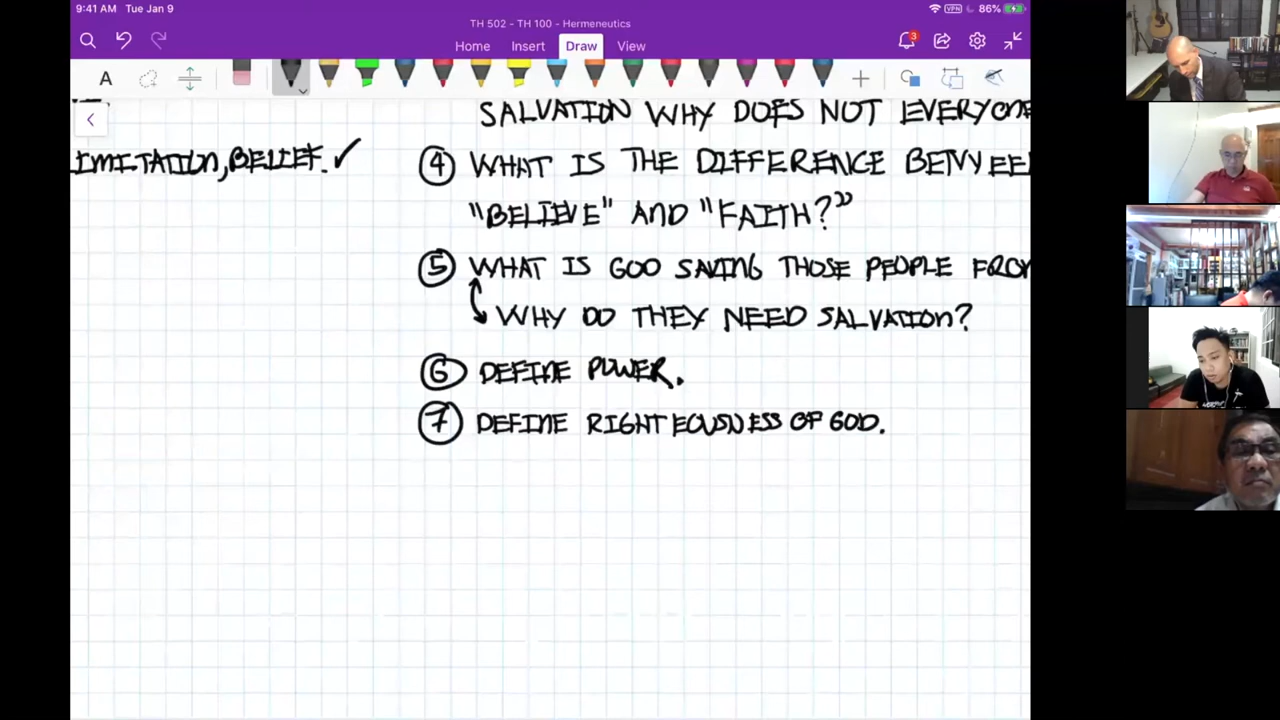 9:41 AM Tue Jan 9
VPN 86%
TH 502 - TH 100 - Hermeneutics
3
Home Insert Draw View
A
SALVATION WHY DOES NOT EVERYONE
IMITATION, BELIEF. ✓
④ WHAT IS THE DIFFERENCE BETWEEN
"BELIEVE" AND "FAITH?"
⑤ WHAT IS GOD SAVING THOSE PEOPLE FROM
WHY DO THEY NEED SALVATION?
⑥ DEFINE POWER.
⑦ DEFINE RIGHTEOUSNESS OF GOD.